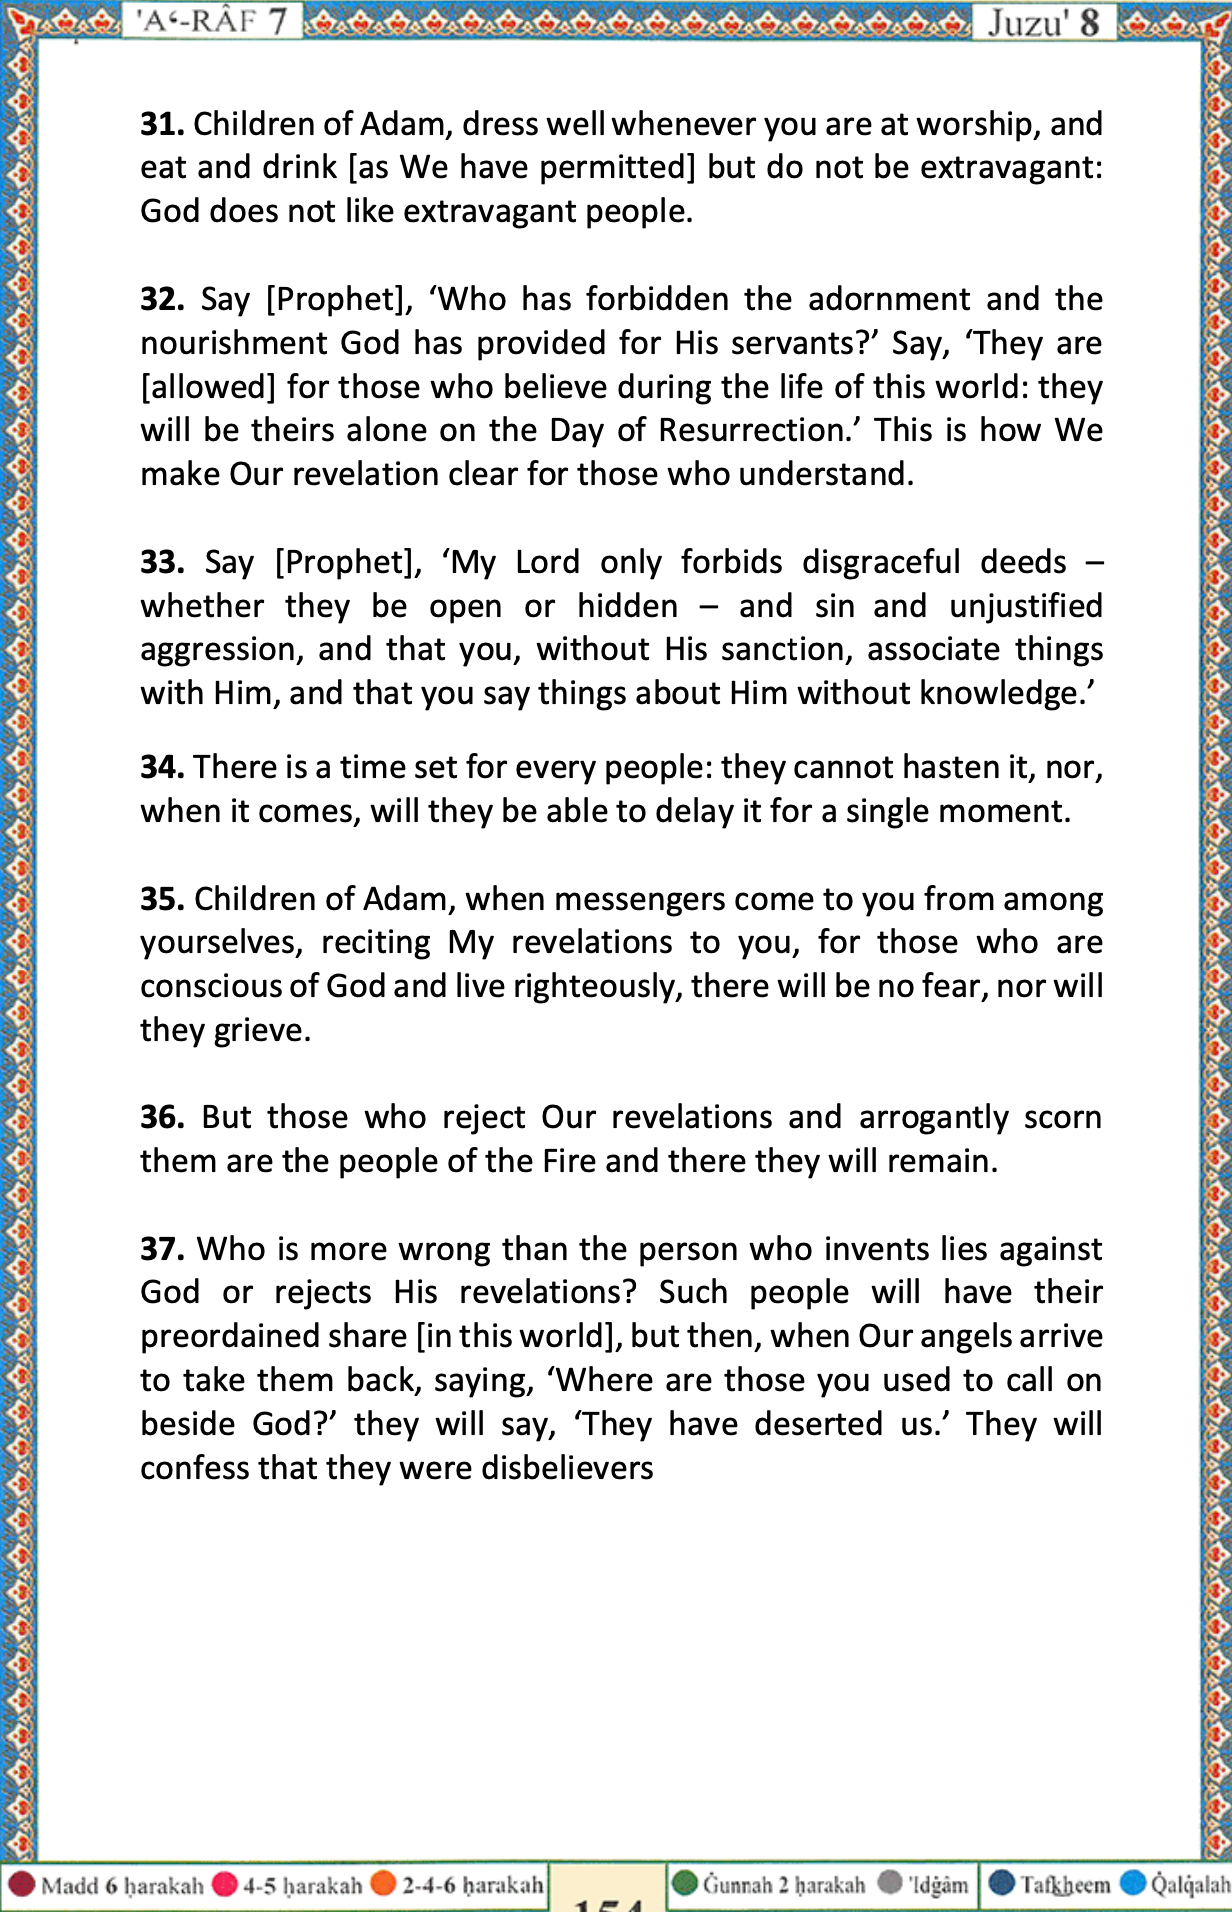 'A‘-RÂF 7
Juzu' 8
31. Children of Adam, dress well whenever you are at worship, and
eat and drink [as We have permitted] but do not be extravagant:
God does not like extravagant people.
32. Say [Prophet], ‘Who has forbidden the adornment and the
nourishment God has provided for His servants?’ Say, ‘They are
[allowed] for those who believe during the life of this world: they
will be theirs alone on the Day of Resurrection.’ This is how We
make Our revelation clear for those who understand.
33. Say [Prophet], ‘My Lord only forbids disgraceful deeds –
whether they be open or hidden – and sin and unjustified
aggression, and that you, without His sanction, associate things
with Him, and that you say things about Him without knowledge.’
34. There is a time set for every people: they cannot hasten it, nor,
when it comes, will they be able to delay it for a single moment.
35. Children of Adam, when messengers come to you from among
yourselves, reciting My revelations to you, for those who are
conscious of God and live righteously, there will be no fear, nor will
they grieve.
36. But those who reject Our revelations and arrogantly scorn
them are the people of the Fire and there they will remain.
37. Who is more wrong than the person who invents lies against
God or rejects His revelations? Such people will have their
preordained share [in this world], but then, when Our angels arrive
to take them back, saying, ‘Where are those you used to call on
beside God?’ they will say, ‘They have deserted us.’ They will
confess that they were disbelievers
Madd 6 ḥarakah 4-5 ḥarakah 2-4-6 ḥarakah 154 Ġunnah 2 ḥarakah 'Idġâm Tafk͟heem Q̇alq̇alah